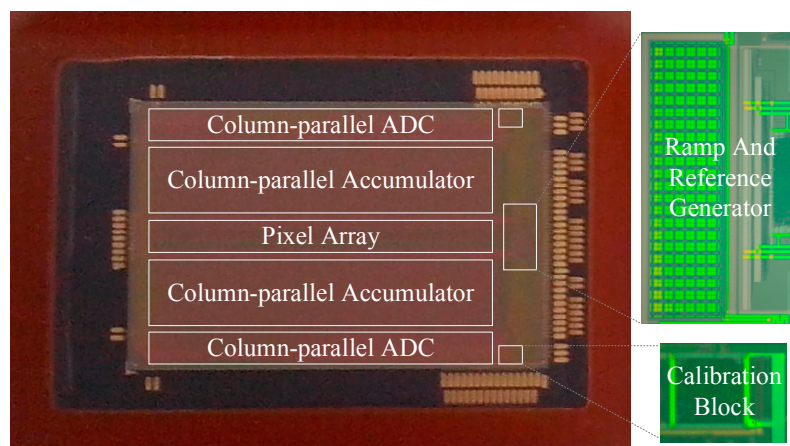 Column-parallel ADC
Column-parallel Accumulator
Pixel Array
Column-parallel Accumulator
Column-parallel ADC
Ramp And
Reference
Generator
Calibration
Block